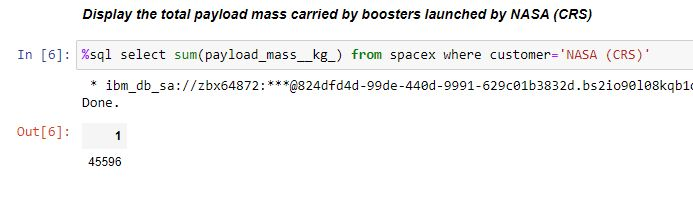 Display the total payload mass carried by boosters launched by NASA (CRS)
In [6]: %sql select sum(payload_mass__kg_) from spacex where customer='NASA (CRS)'
* ibm_db_sa://zbx64872:***@824dfd4d-99de-440d-9991-629c01b3832d.bs2io90l08kqb1o
Done.
Out[6]: 1
45596